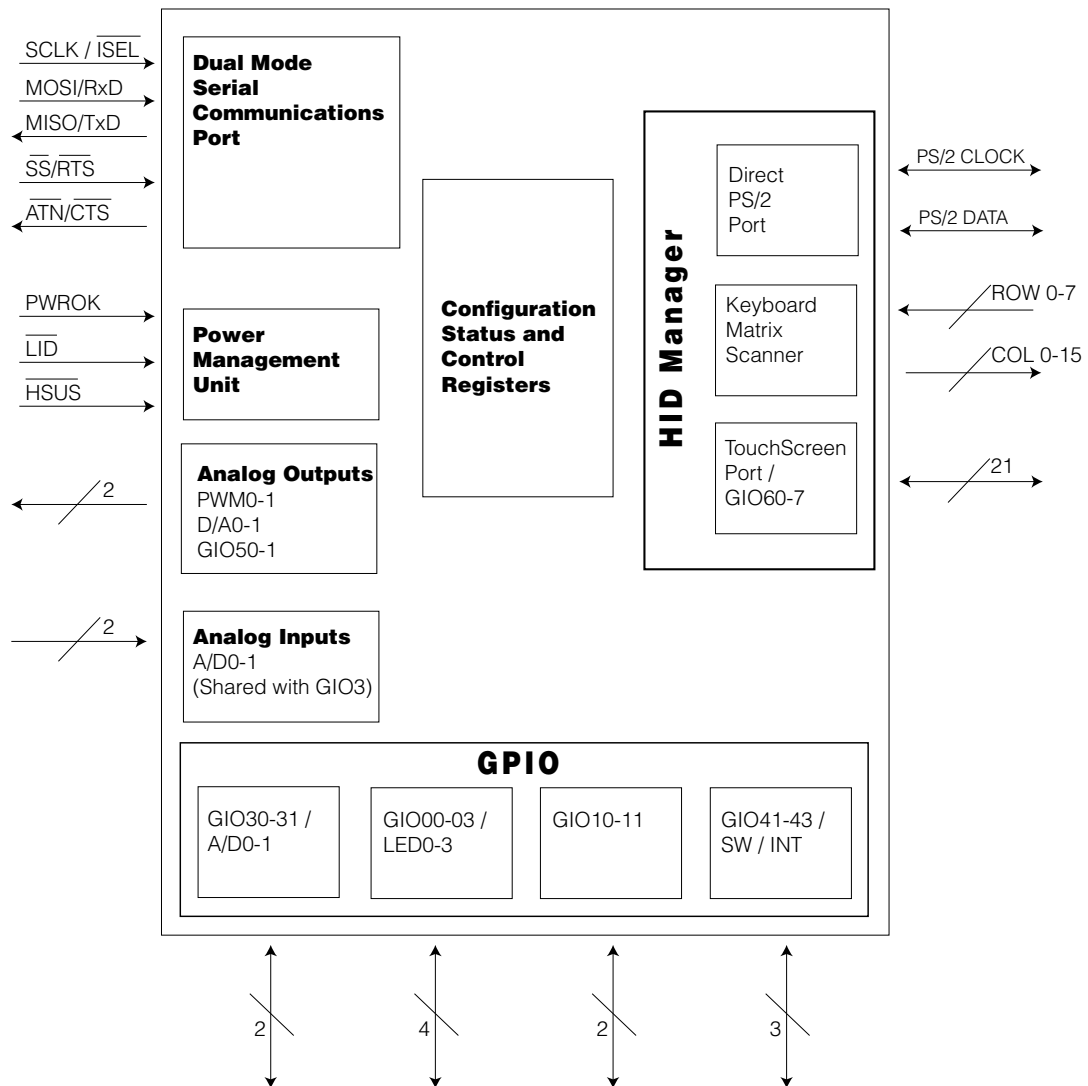 SCLK / ISEL
MOSI/RxD
MISO/TxD
SS/RTS
ATN/CTS
PWROK
LID
HSUS
2
2
Dual Mode
Serial
Communications
Port
Power
Management
Unit
Analog Outputs
PWM0-1
D/A0-1
GIO50-1
Analog Inputs
A/D0-1
(Shared with GIO3)
Configuration
Status and
Control
Registers
HID Manager
Direct
PS/2
Port
Keyboard
Matrix
Scanner
TouchScreen
Port /
GIO60-7
PS/2 CLOCK
PS/2 DATA
ROW 0-7
COL 0-15
21
GPIO
GIO30-31 /
A/D0-1
GIO00-03 /
LED0-3
GIO10-11
GIO41-43 /
SW / INT
2
4
2
3